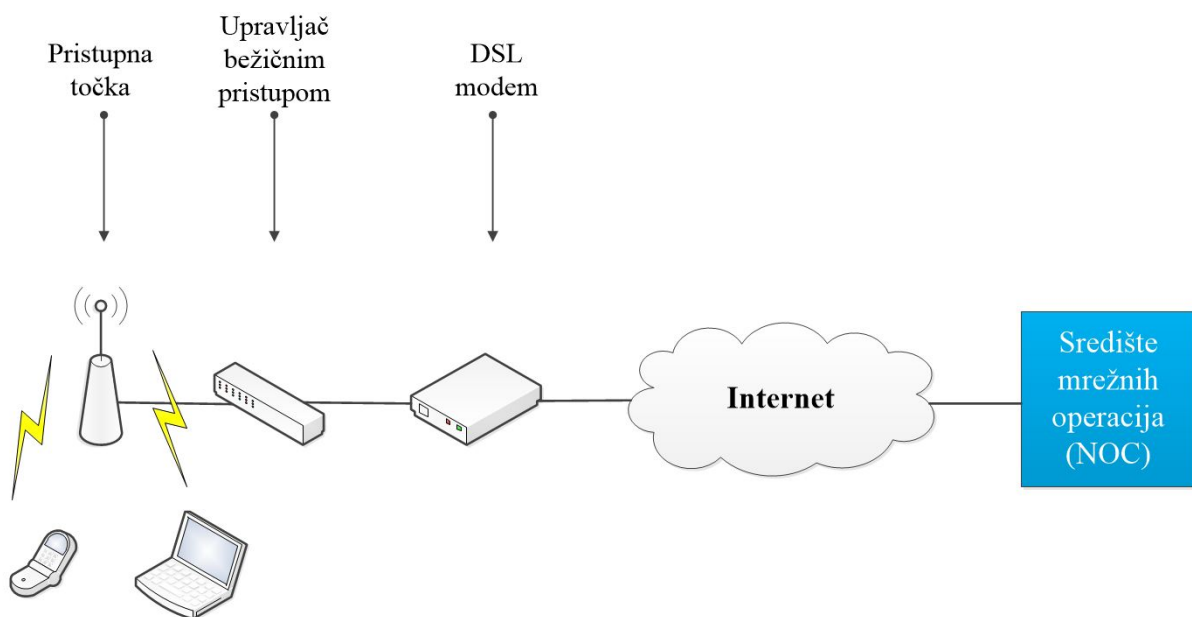 Pristupna
točka
Upravljač
bežičnim
pristupom
DSL
modem
Internet
Središte
mrežnih
operacija
(NOC)